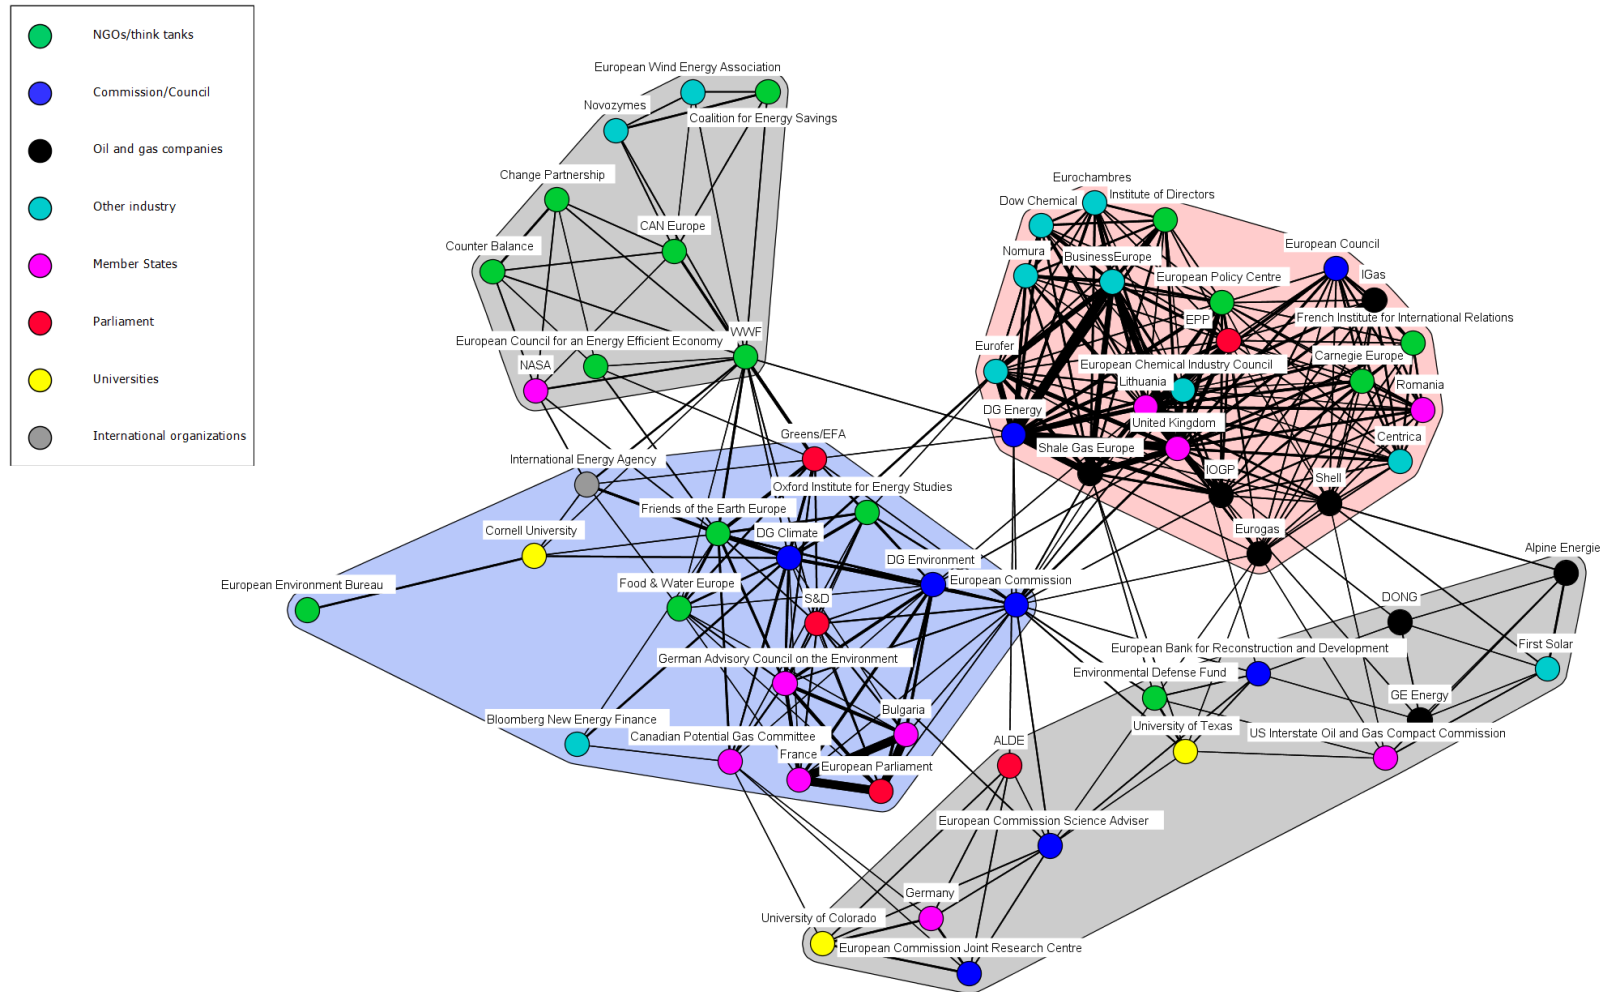 NGOs/think tanks
Commission/Council
Oil and gas companies
Other industry
Member States
Parliament
Universities
International organizations
European Wind Energy Association
Novozymes
Coalition for Energy Savings
Change Partnership
CAN Europe
Counter Balance
WWF
European Council for an Energy Efficient Economy
NASA
Eurochambres
Institute of Directors
Dow Chemical
European Council
Nomura
BusinessEurope
IGas
European Policy Centre
EPP
French Institute for International Relations
Eurofer
Carnegie Europe
European Chemical Industry Council
Lithuania
Romania
DG Energy
United Kingdom
Centrica
Shale Gas Europe
IOGP
Shell
Eurogas
Greens/EFA
International Energy Agency
Oxford Institute for Energy Studies
Friends of the Earth Europe
Cornell University
DG Climate
DG Environment
European Environment Bureau
Food & Water Europe
European Commission
S&D
German Advisory Council on the Environment
Bulgaria
Bloomberg New Energy Finance
Canadian Potential Gas Committee
France
European Parliament
Alpine Energie
DONG
First Solar
European Bank for Reconstruction and Development
Environmental Defense Fund
GE Energy
University of Texas
US Interstate Oil and Gas Compact Commission
ALDE
European Commission Science Adviser
Germany
University of Colorado
European Commission Joint Research Centre